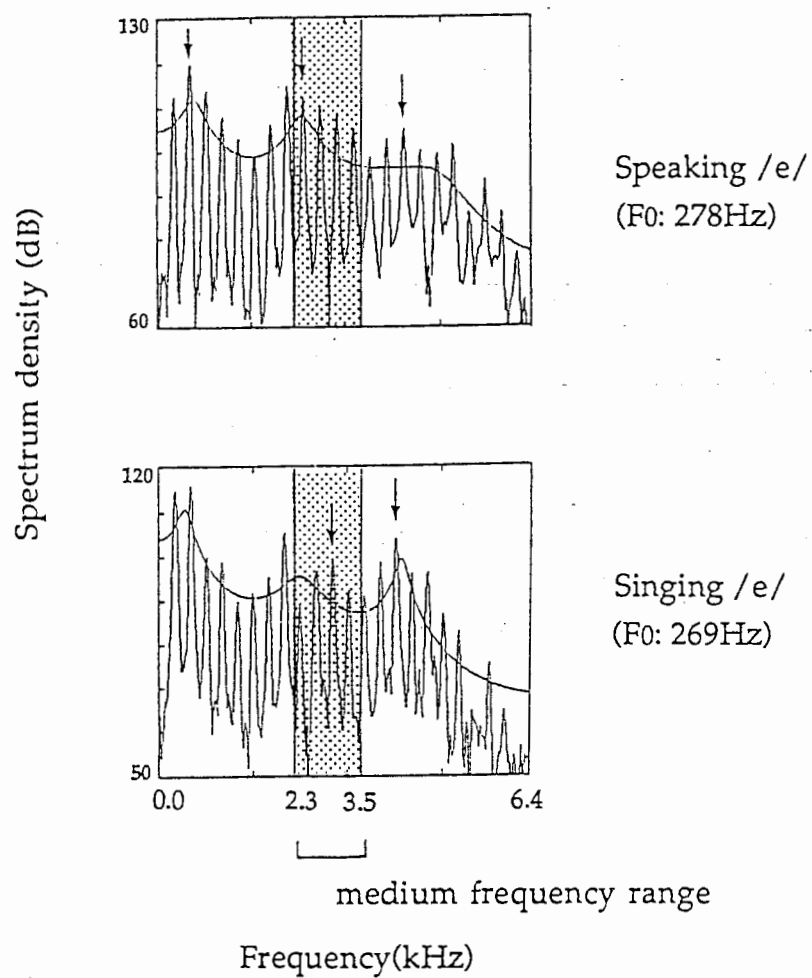 Spectrum density (dB)
130
60
Speaking /e/
(F0: 278Hz)
120
50
Singing /e/
(F0: 269Hz)
0.0 2.3 3.5 6.4
medium frequency range
Frequency(kHz)